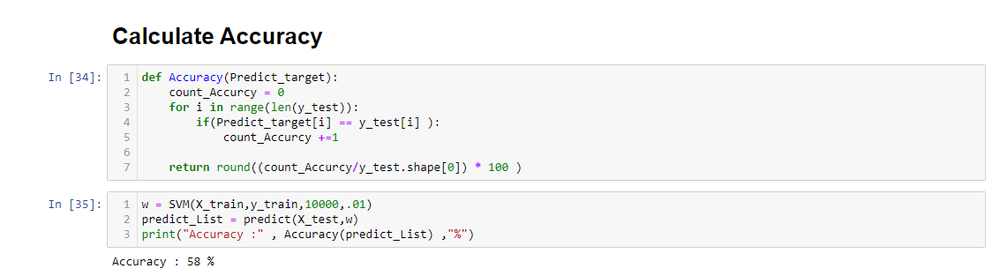 Calculate Accuracy
In [34]:
1 def Accuracy(Predict_target):
2     count_Accurcy = 0
3     for i in range(len(y_test)):
4         if(Predict_target[i] == y_test[i] ):
5             count_Accurcy +=1
6
7     return round((count_Accurcy/y_test.shape[0]) * 100 )
In [35]:
1 w = SVM(X_train,y_train,10000,.01)
2 predict_List = predict(X_test,w)
3 print("Accuracy :" , Accuracy(predict_List) ,"%")
Accuracy : 58 %